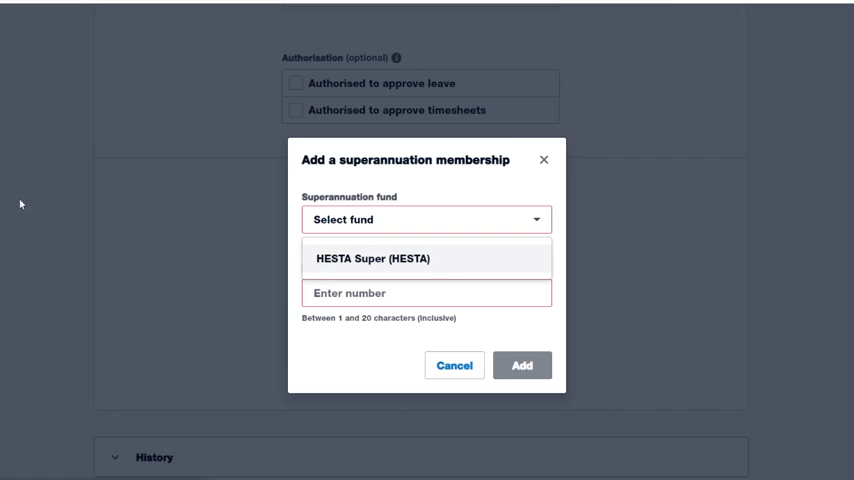 Authorisation (optional)
Authorised to approve leave
Authorised to approve timesheets
Add a superannuation membership
Superannuation fund
Select fund
HESTA Super (HESTA)
Enter number
Between 1 and 20 characters (inclusive)
Cancel
Add
History